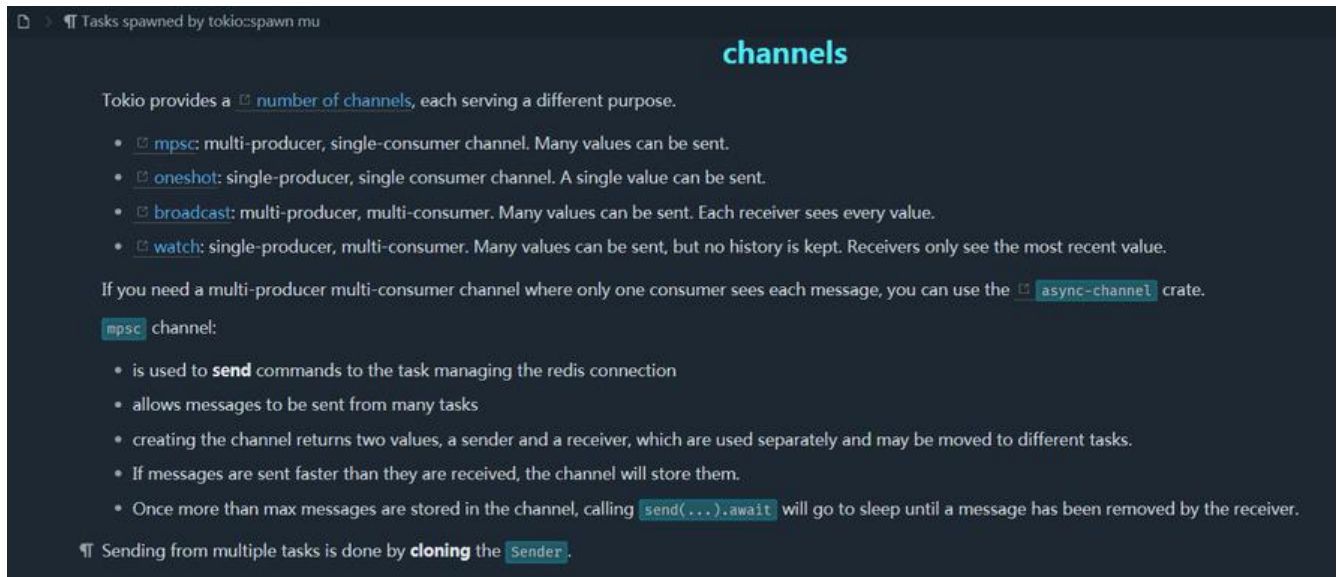 ¶ Tasks spawned by tokio::spawn mu
channels
Tokio provides a number of channels, each serving a different purpose.
• mpsc: multi-producer, single-consumer channel. Many values can be sent.
• oneshot: single-producer, single consumer channel. A single value can be sent.
• broadcast: multi-producer, multi-consumer. Many values can be sent. Each receiver sees every value.
• watch: single-producer, multi-consumer. Many values can be sent, but no history is kept. Receivers only see the most recent value.
If you need a multi-producer multi-consumer channel where only one consumer sees each message, you can use the async-channel crate.
mpsc channel:
• is used to send commands to the task managing the redis connection
• allows messages to be sent from many tasks
• creating the channel returns two values, a sender and a receiver, which are used separately and may be moved to different tasks.
• If messages are sent faster than they are received, the channel will store them.
• Once more than max messages are stored in the channel, calling send(...).await will go to sleep until a message has been removed by the receiver.
¶ Sending from multiple tasks is done by cloning the Sender.